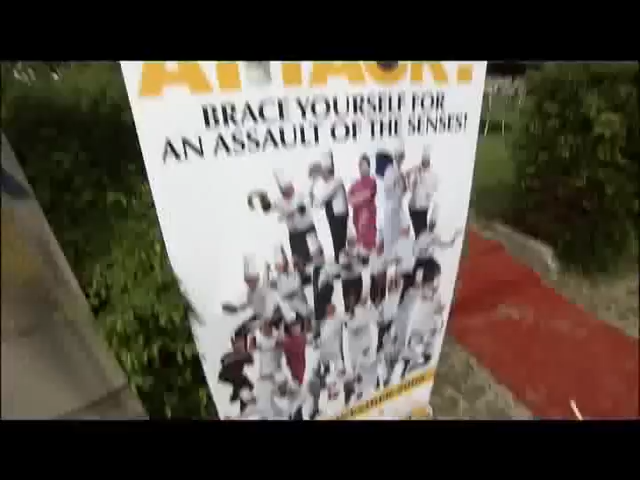 ATTACK!
BRACE YOURSELF FOR
AN ASSAULT OF THE SENSES!